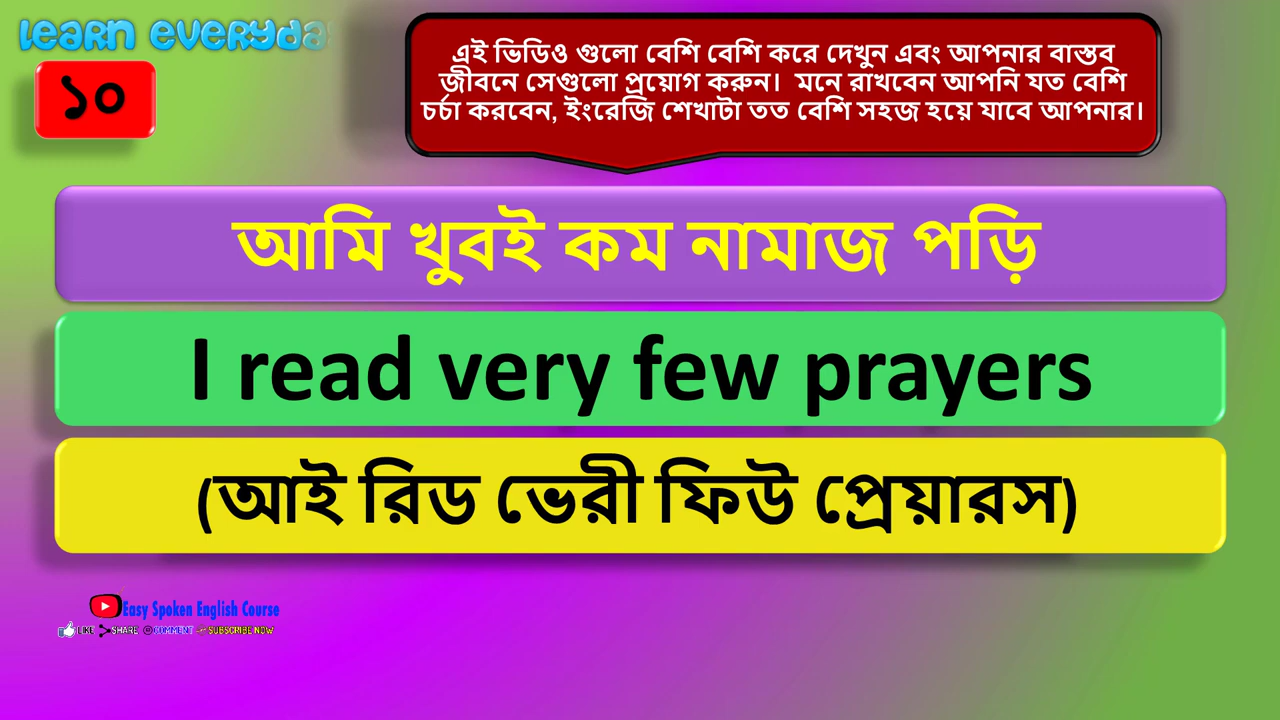 Learn Everyda
১০
এই ভিডিও গুলো বেশি বেশি করে দেখুন এবং আপনার বাস্তব
জীবনে সেগুলো প্রয়োগ করুন। মনে রাখবেন আপনি যত বেশি
চর্চা করবেন, ইংরেজি শেখাটা তত বেশি সহজ হয়ে যাবে আপনার।
আমি খুবই কম নামাজ পড়ি
I read very few prayers
(আই রিড ভেরী ফিউ প্রেয়ারস)
Easy Spoken English Course
LIKE SHARE COMMENT SUBSCRIBE NOW